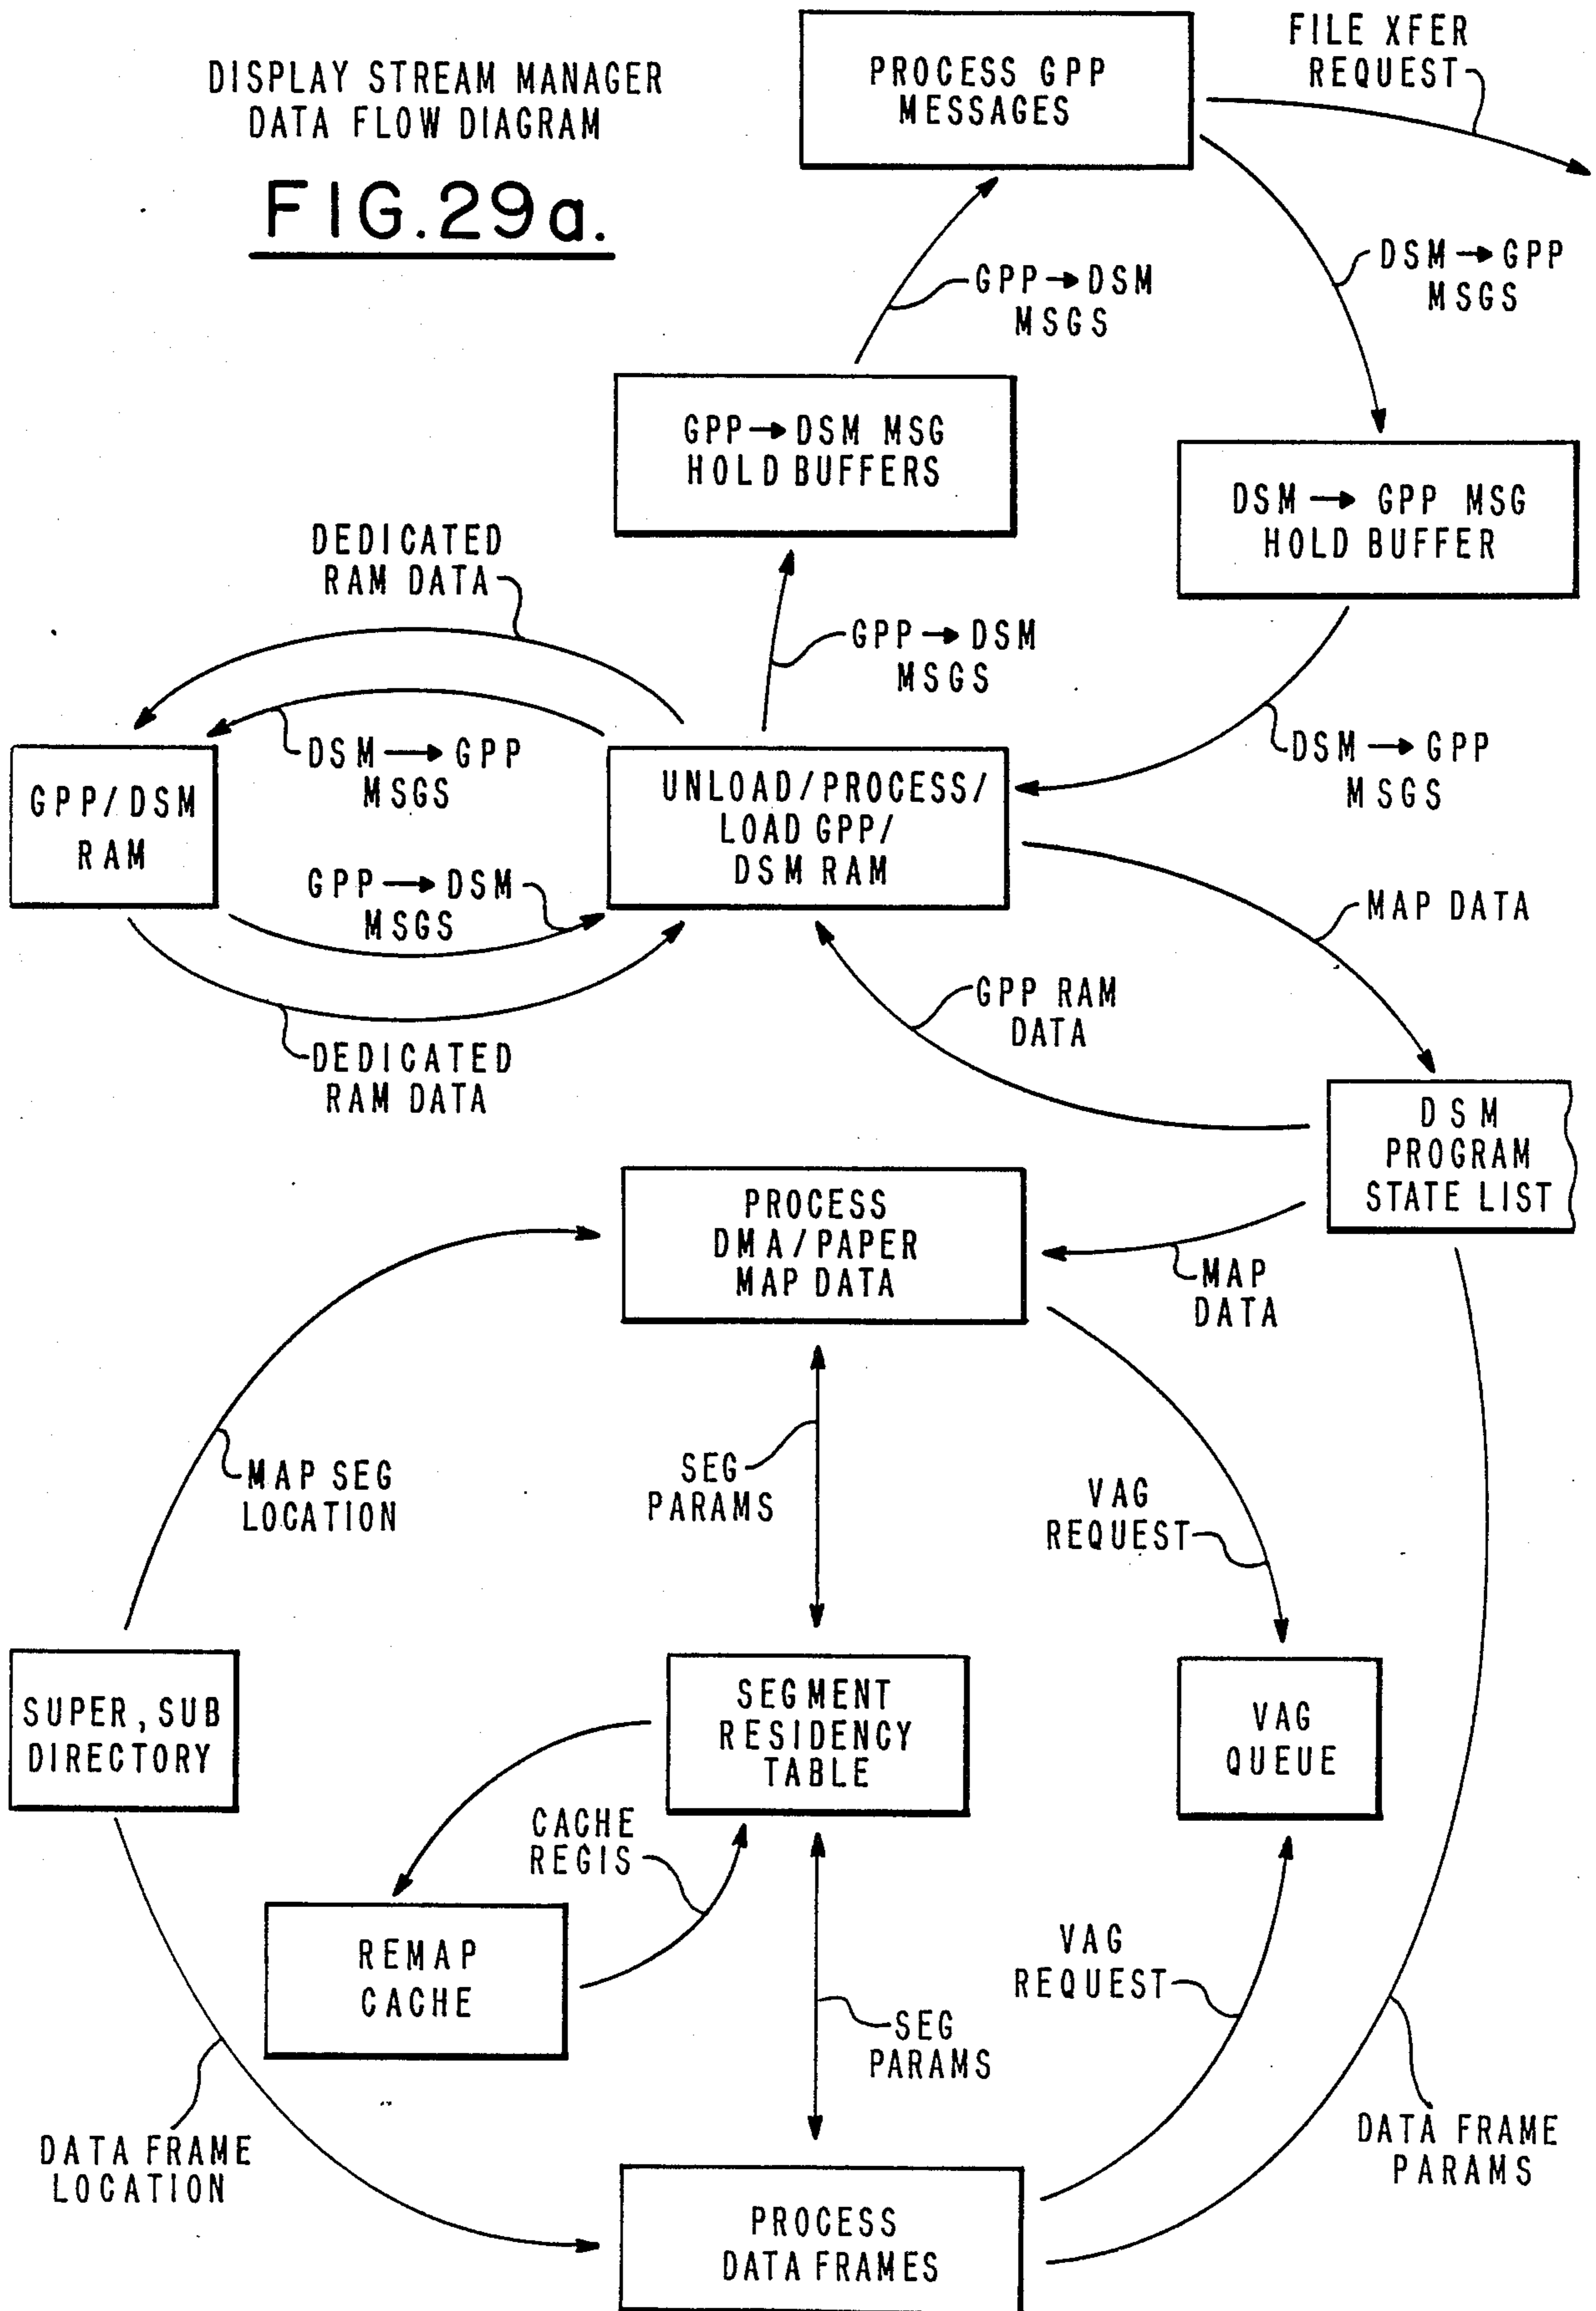 DISPLAY STREAM MANAGER
DATA FLOW DIAGRAM
FIG.29a.
PROCESS GPP
MESSAGES
FILE XFER
REQUEST
DSM→GPP
MSGS
GPP→DSM
MSGS
GPP→DSM MSG
HOLD BUFFERS
DSM→GPP MSG
HOLD BUFFER
DEDICATED
RAM DATA
GPP→DSM
MSGS
DSM→GPP
MSGS
DSM→GPP
MSGS
GPP/DSM
RAM
UNLOAD/PROCESS/
LOAD GPP/
DSM RAM
GPP→DSM
MSGS
MAP DATA
GPP RAM
DATA
DEDICATED
RAM DATA
DSM
PROGRAM
STATE LIST
PROCESS
DMA/PAPER
MAP DATA
MAP
DATA
MAP SEG
LOCATION
SEG
PARAMS
VAG
REQUEST
SUPER, SUB
DIRECTORY
SEGMENT
RESIDENCY
TABLE
VAG
QUEUE
CACHE
REGIS
REMAP
CACHE
VAG
REQUEST
SEG
PARAMS
DATA FRAME
LOCATION
DATA FRAME
PARAMS
PROCESS
DATA FRAMES